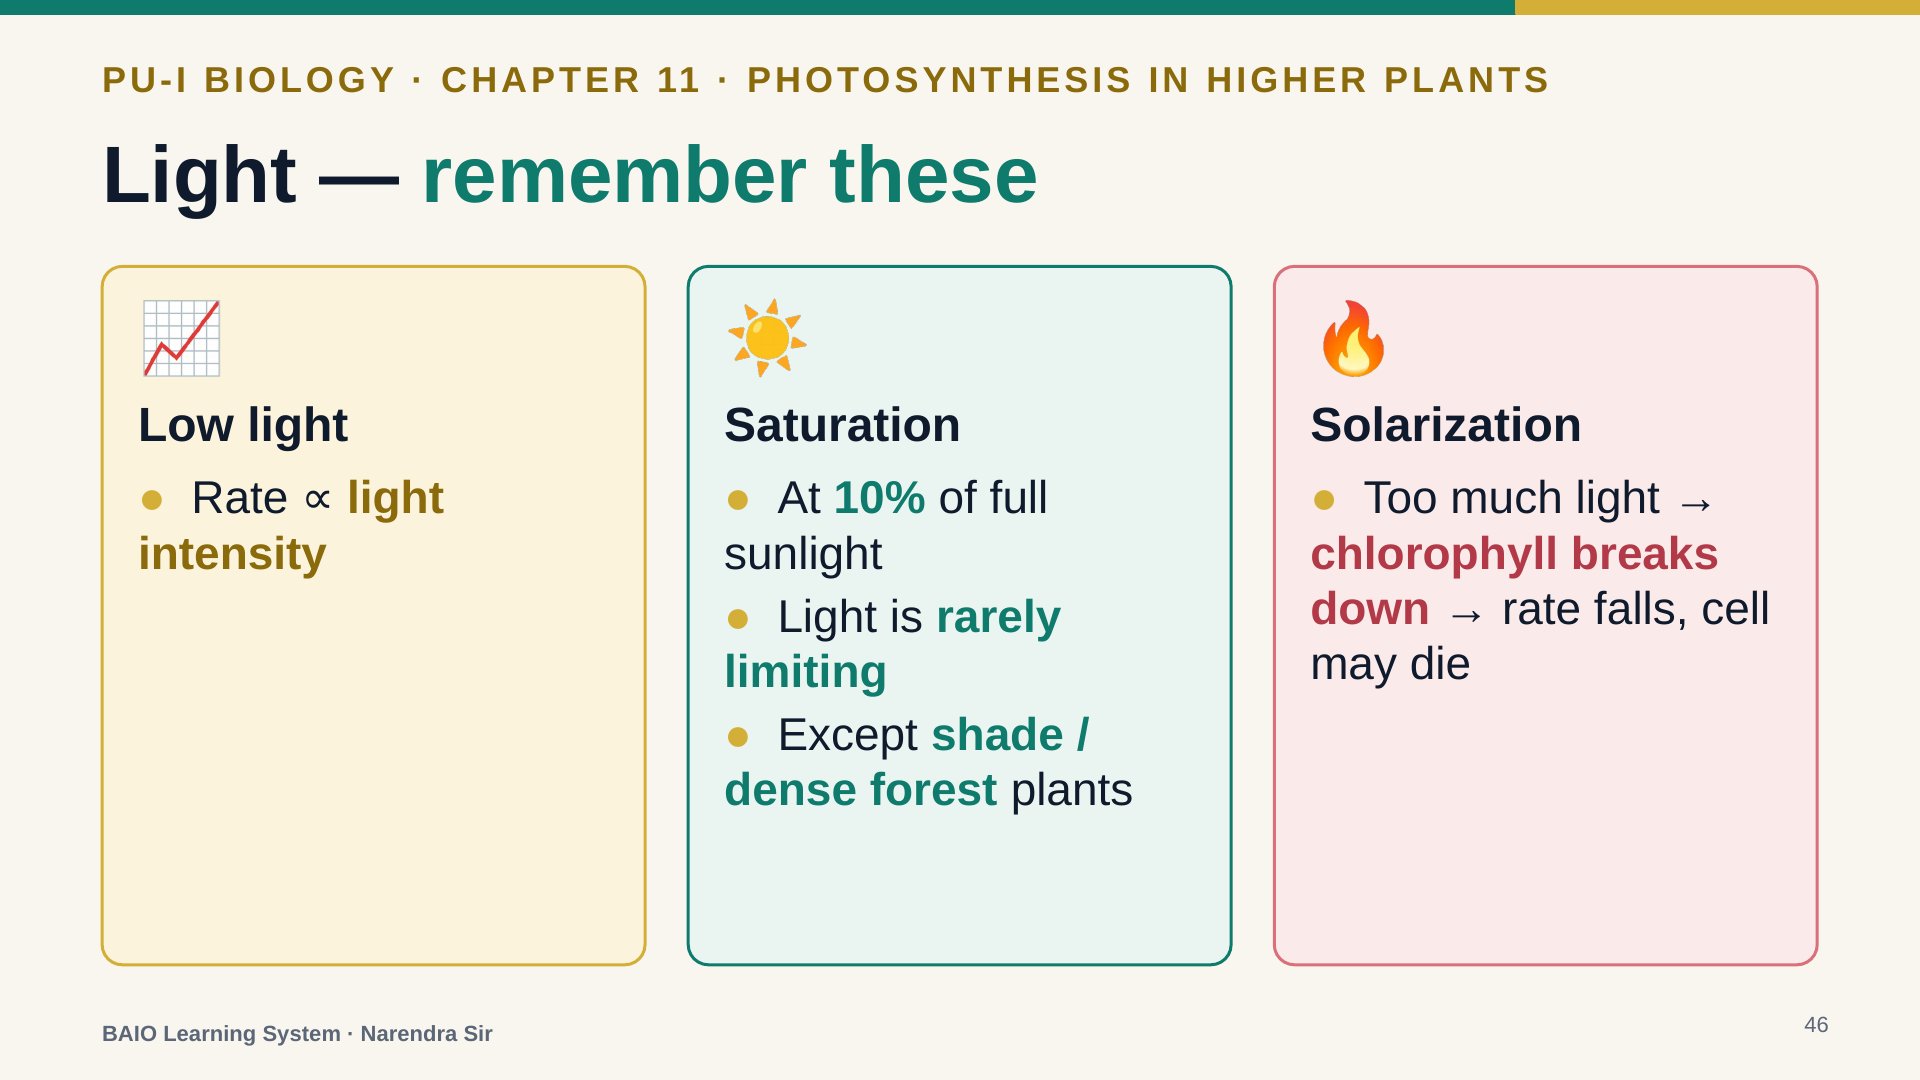 PU-I BIOLOGY · CHAPTER 11 · PHOTOSYNTHESIS IN HIGHER PLANTS
Light — remember these
Low light
● Rate ∝ light
intensity
Saturation
● At 10% of full
sunlight
● Light is rarely
limiting
● Except shade /
dense forest plants
Solarization
● Too much light →
chlorophyll breaks
down → rate falls, cell
may die
BAIO Learning System · Narendra Sir
46